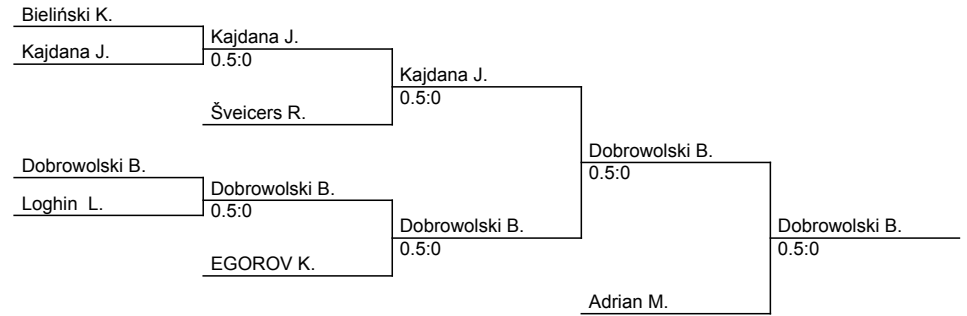 Bieliński K.
Kajdana J.
Kajdana J.
0.5:0
Kajdana J.
0.5:0
Šveicers R.
Dobrowolski B.
0.5:0
Dobrowolski B.
Loghin  L.
Dobrowolski B.
0.5:0
Dobrowolski B.
0.5:0
Dobrowolski B.
0.5:0
EGOROV K.
Adrian M.